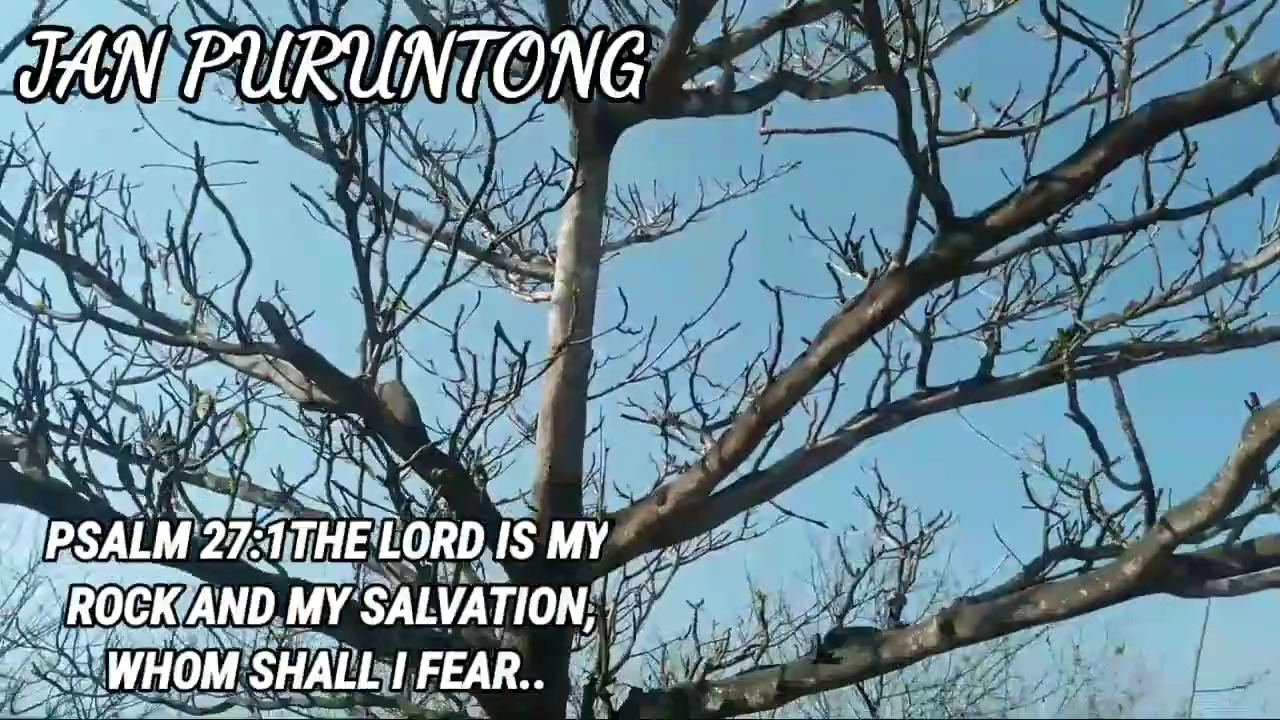 JAN PURUNTONG
PSALM 27:1THE LORD IS MY
ROCK AND MY SALVATION,
WHOM SHALL I FEAR..